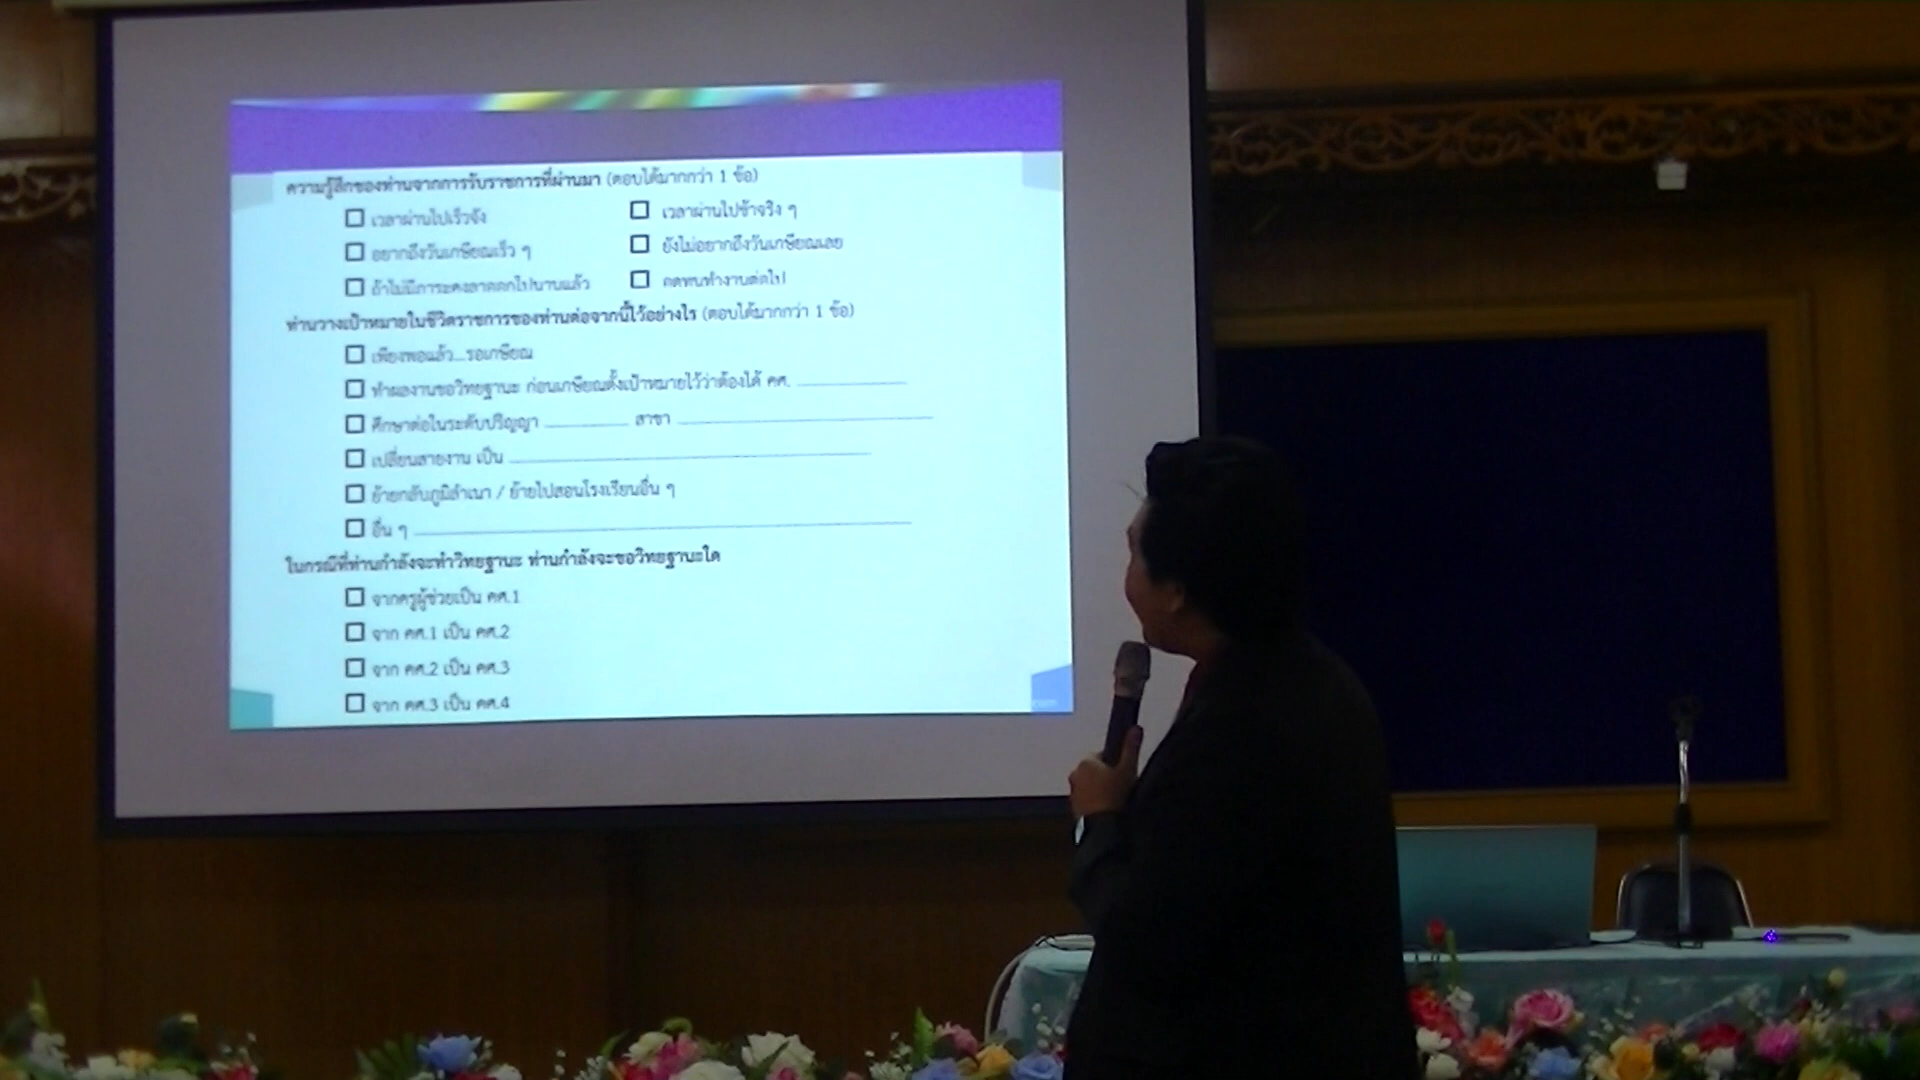 ความรู้สึกของท่านจากการรับราชการที่ผ่านมา (ตอบได้มากกว่า 1 ข้อ)
เวลาผ่านไปเร็วจัง เวลาผ่านไปช้าจริง ๆ
อยากถึงวันเกษียณเร็ว ๆ ยังไม่อยากถึงวันเกษียณเลย
ถ้าไม่มีภาระคงลาออกไปนานแล้ว อดทนทำงานต่อไป
ท่านวางเป้าหมายในชีวิตราชการของท่านต่อจากนี้ไว้อย่างไร (ตอบได้มากกว่า 1 ข้อ)
เพียงพอแล้ว...รอเกษียณ
ทำผลงานขอวิทยฐานะ ก่อนเกษียณตั้งเป้าหมายไว้ว่าต้องได้ คศ.
ศึกษาต่อในระดับปริญญา สาขา
เปลี่ยนสายงาน เป็น
ย้ายกลับภูมิลำเนา / ย้ายไปสอนโรงเรียนอื่น ๆ
อื่น ๆ
ในกรณีที่ท่านกำลังจะทำวิทยฐานะ ท่านกำลังจะขอวิทยฐานะใด
จากครูผู้ช่วยเป็น คศ.1
จาก คศ.1 เป็น คศ.2
จาก คศ.2 เป็น คศ.3
จาก คศ.3 เป็น คศ.4